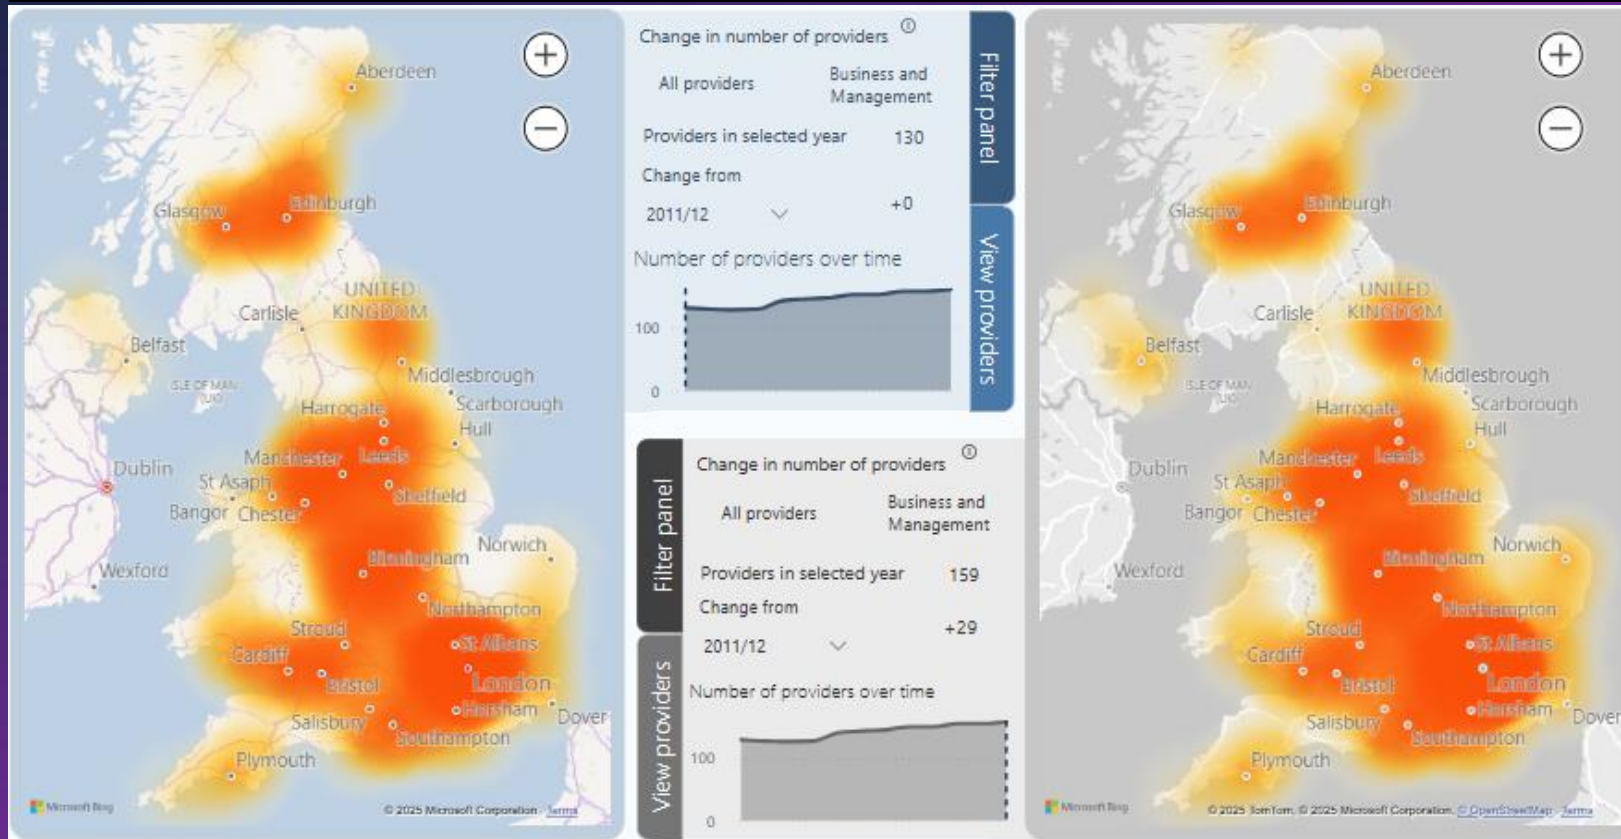 Aberdeen
Glasgow
Edinburgh
UNITED
KINGDOM
Carlisle
Belfast
ISLE OF MAN
(UK)
Middlesbrough
Harrogate
Scarborough
Hull
Manchester
Leeds
Dublin
St Asaph
Sheffield
Bangor
Chester
Norwich
Birmingham
Wexford
Northampton
Stroud
St Albans
Cardiff
London
Bristol
Horsham
Salisbury
Dover
Southampton
Plymouth
Microsoft Bing
© 2025 Microsoft Corporation Terms
Change in number of providers
All providers
Business and
Management
Providers in selected year
130
Change from
2011/12
+0
Number of providers over time
100
0
Filter panel
View providers
Filter panel
View providers
Change in number of providers
All providers
Business and
Management
Providers in selected year
159
Change from
2011/12
+29
Number of providers over time
100
0
Aberdeen
Glasgow
Edinburgh
UNITED
KINGDOM
Carlisle
Belfast
ISLE OF MAN
(UK)
Middlesbrough
Harrogate
Scarborough
Hull
Manchester
Leeds
Dublin
St Asaph
Sheffield
Bangor
Chester
Norwich
Birmingham
Wexford
Northampton
Stroud
St Albans
Cardiff
London
Bristol
Horsham
Salisbury
Dover
Southampton
Plymouth
Microsoft Bing
© 2025 TomTom, © 2025 Microsoft Corporation, © OpenStreetMap Terms